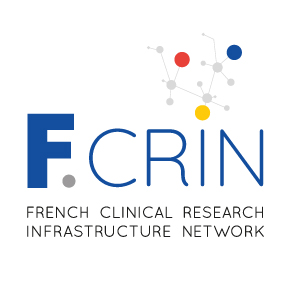 F.CRIN
FRENCH CLINICAL RESEARCH
INFRASTRUCTURE NETWORK